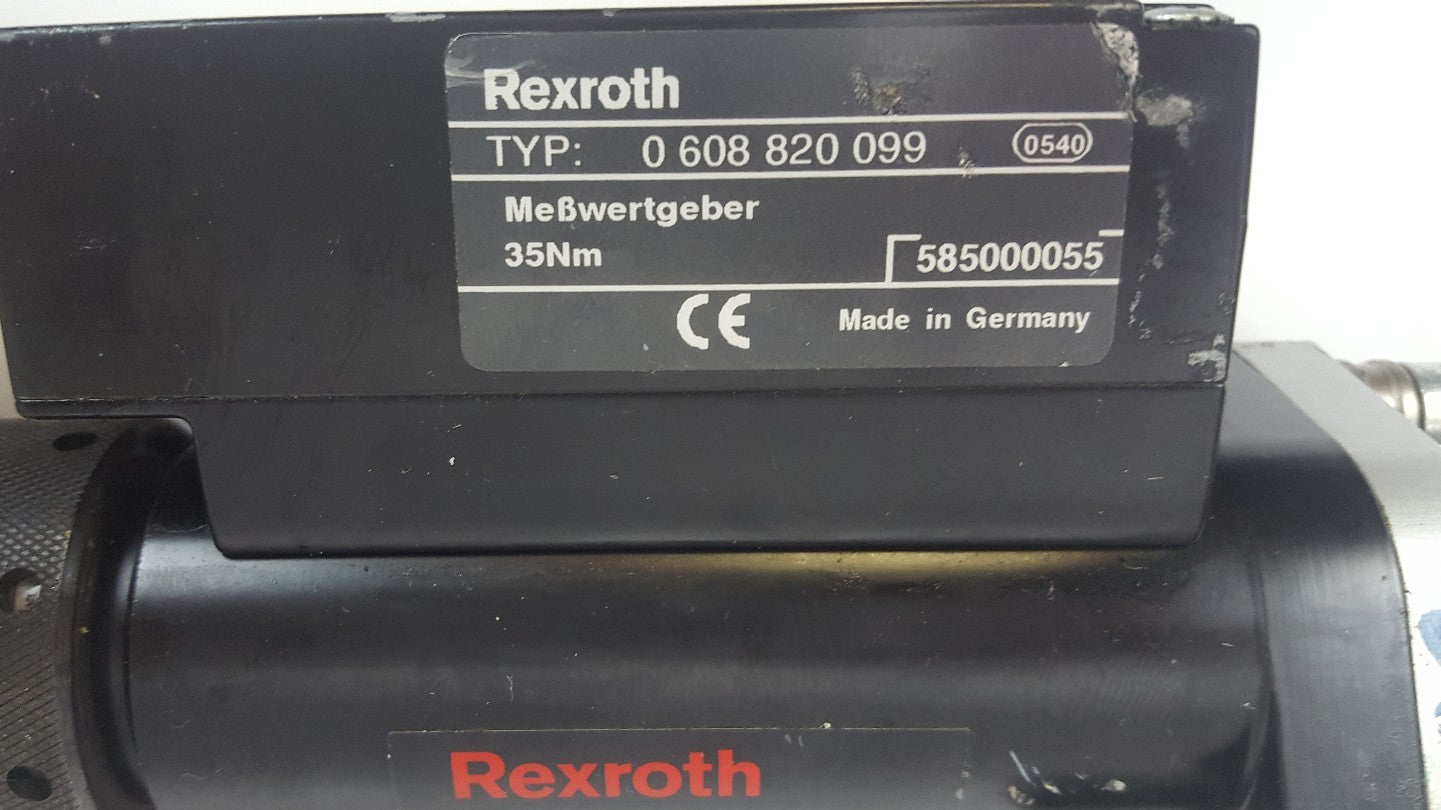 Rexroth
TYP: 0 608 820 099 0540
Meßwertgeber
35Nm 585000055
CE Made in Germany
Rexroth